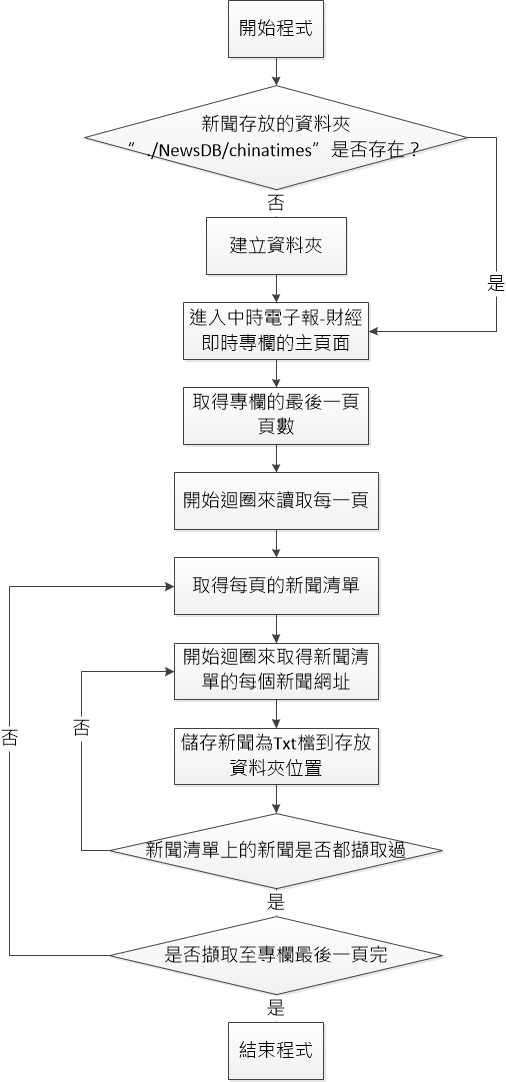 開始程式
新聞存放的資料夾
“./NewsDB/chinatimes”是否存在？
否
建立資料夾
是
進入中時電子報-財經
即時專欄的主頁面
取得專欄的最後一頁
頁數
開始迴圈來讀取每一頁
取得每頁的新聞清單
開始迴圈來取得新聞清
單的每個新聞網址
否
否
儲存新聞為Txt檔到存放
資料夾位置
新聞清單上的新聞是否都擷取過
是
是否擷取至專欄最後一頁完
是
結束程式